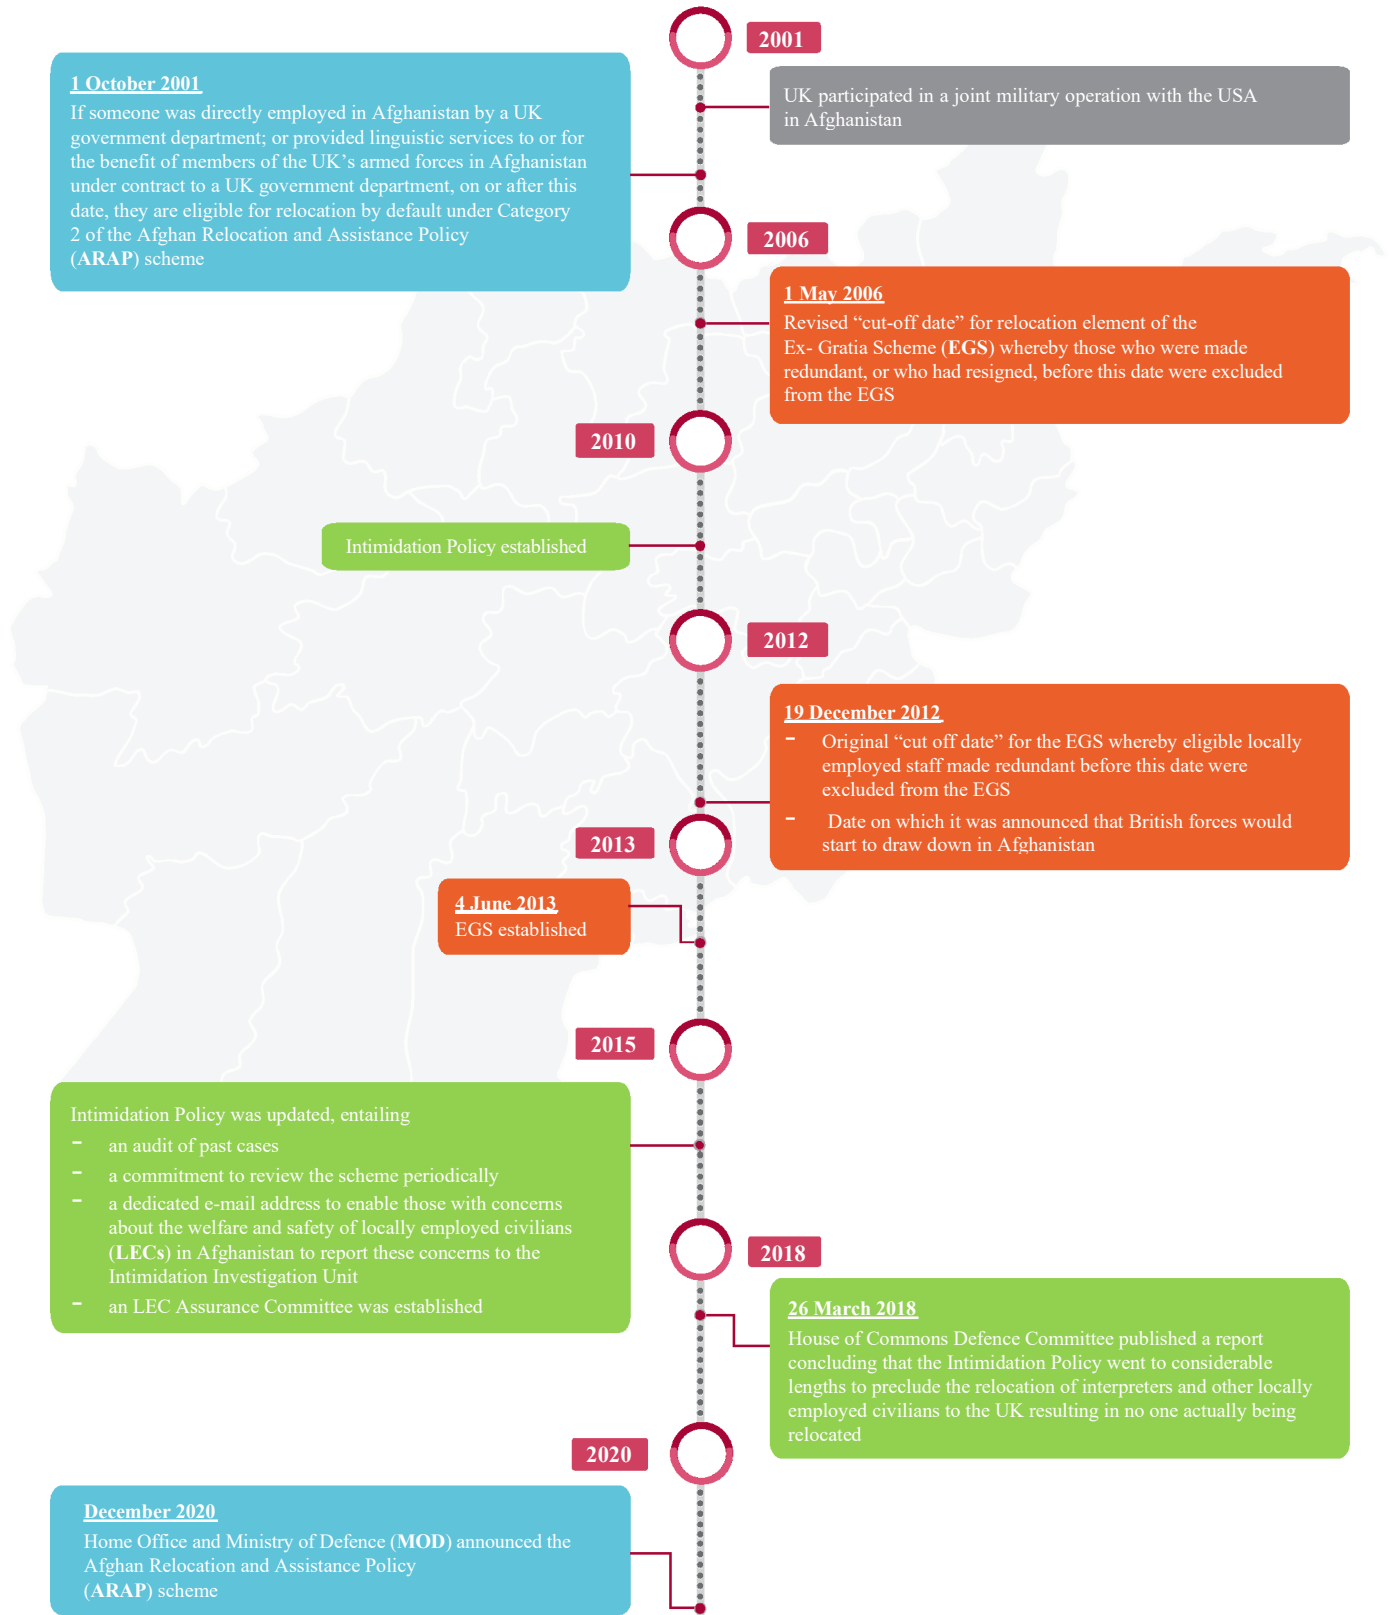 2001
UK participated in a joint military operation with the USA
in Afghanistan
1 October 2001
If someone was directly employed in Afghanistan by a UK
government department; or provided linguistic services to or for
the benefit of members of the UK’s armed forces in Afghanistan
under contract to a UK government department, on or after this
date, they are eligible for relocation by default under Category
2 of the Afghan Relocation and Assistance Policy
(ARAP) scheme
2006
1 May 2006
Revised “cut-off date” for relocation element of the
Ex- Gratia Scheme (EGS) whereby those who were made
redundant, or who had resigned, before this date were excluded
from the EGS
2010
Intimidation Policy established
2012
19 December 2012
- Original “cut off date” for the EGS whereby eligible locally
employed staff made redundant before this date were
excluded from the EGS
- Date on which it was announced that British forces would
start to draw down in Afghanistan
2013
4 June 2013
EGS established
2015
Intimidation Policy was updated, entailing
- an audit of past cases
- a commitment to review the scheme periodically
- a dedicated e-mail address to enable those with concerns
about the welfare and safety of locally employed civilians
(LECs) in Afghanistan to report these concerns to the
Intimidation Investigation Unit
- an LEC Assurance Committee was established
2018
26 March 2018
House of Commons Defence Committee published a report
concluding that the Intimidation Policy went to considerable
lengths to preclude the relocation of interpreters and other locally
employed civilians to the UK resulting in no one actually being
relocated
2020
December 2020
Home Office and Ministry of Defence (MOD) announced the
Afghan Relocation and Assistance Policy
(ARAP) scheme